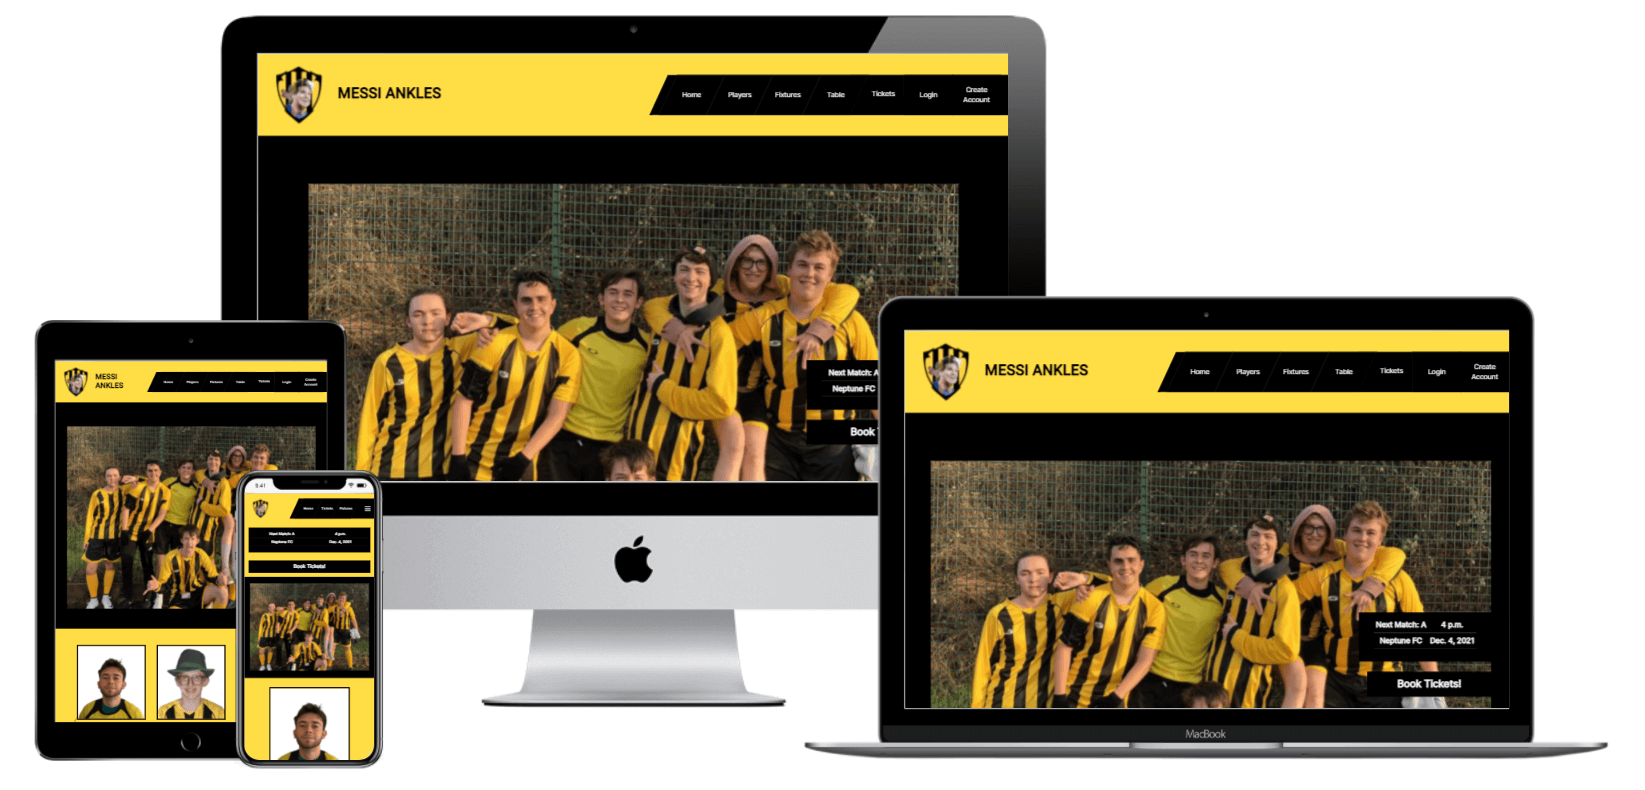 MESSI ANKLES
Home
Players
Fixtures
Table
Tickets
Login
Create
Account
Next Match: A
Neptune FC
Book
MESSI
ANKLES
Home
Players
Fixtures
Table
Tickets
Login
Create
Account
9:41
Home
Tickets
Fixtures
Next Match: A 4 p.m.
Neptune FC Dec. 4, 2021
Book Tickets!
MESSI ANKLES
Home
Players
Fixtures
Table
Tickets
Login
Create
Account
Next Match: A 4 p.m.
Neptune FC Dec. 4, 2021
Book Tickets!
MacBook